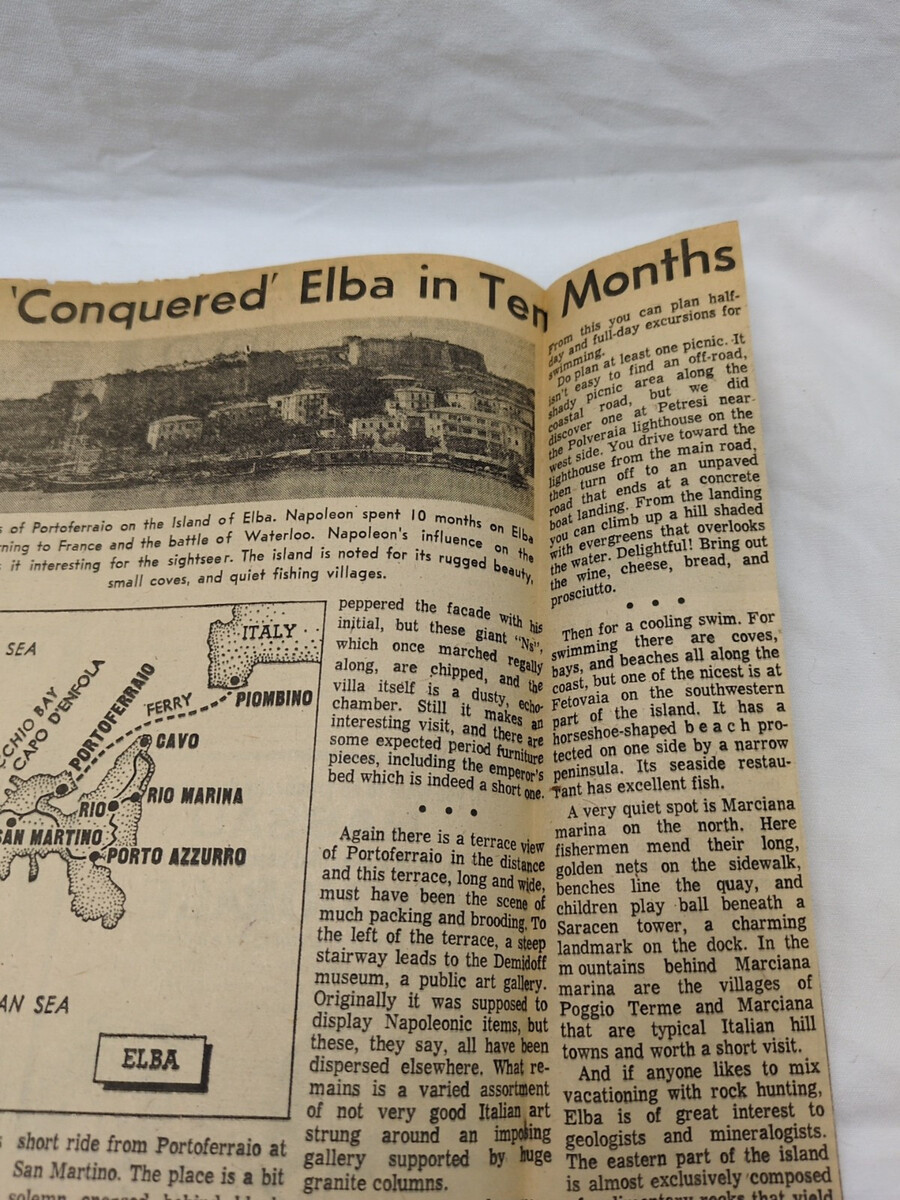 'Conquered' Elba in Ten Months
s of Portoferraio on the Island of Elba. Napoleon spent 10 months on Elba
rning to France and the battle of Waterloo. Napoleon's influence on the
it interesting for the sightseer. The island is noted for its rugged beauty,
small coves, and quiet fishing villages.
SEA
CCHIO BAY
CAPO D'ENFOLA
PORTOFERRAIO
FERRY
ITALY
PIOMBINO
CAVO
RIO
RIO MARINA
SAN MARTINO
PORTO AZZURRO
AN SEA
ELBA
s short ride from Portoferraio at
San Martino. The place is a bit
solemn
peppered the facade with his
initial, but these giant "Ns",
which once marched regally
along, are chipped, and the
villa itself is a dusty, echo-
chamber. Still it makes an
interesting visit, and there are
some expected period furniture
pieces, including the emperor's
bed which is indeed a short one.
• • •
Again there is a terrace view
of Portoferraio in the distance
and this terrace, long and wide,
must have been the scene of
much packing and brooding. To
the left of the terrace, a steep
stairway leads to the Demidoff
museum, a public art gallery.
Originally it was supposed to
display Napoleonic items, but
these, they say, all have been
dispersed elsewhere. What re-
mains is a varied assortment
of not very good Italian art
strung around an imposing
gallery supported by huge
granite columns.
From this you can plan half-
day and full-day excursions for
swimming.
Do plan at least one picnic. It
isn't easy to find an off-road,
shady picnic area along the
coastal road, but we did
discover one at Petresi near
the Polveraia lighthouse on the
west side. You drive toward the
lighthouse from the main road,
then turn off to an unpaved
road that ends at a concrete
boat landing. From the landing
you can climb up a hill shaded
with evergreens that overlooks
the water. Delightful! Bring out
the wine, cheese, bread, and
prosciutto.
• • •
Then for a cooling swim. For
swimming there are coves,
bays, and beaches all along the
coast, but one of the nicest is at
Fetovaia on the southwestern
part of the island. It has a
horseshoe-shaped beach pro-
tected on one side by a narrow
peninsula. Its seaside restau-
rant has excellent fish.
A very quiet spot is Marciana
marina on the north. Here
fishermen mend their long,
golden nets on the sidewalk,
benches line the quay, and
children play ball beneath a
Saracen tower, a charming
landmark on the dock. In the
mountains behind Marciana
marina are the villages of
Poggio Terme and Marciana
that are typical Italian hill
towns and worth a short visit.
And if anyone likes to mix
vacationing with rock hunting,
Elba is of great interest to
geologists and mineralogists.
The eastern part of the island
is almost exclusively composed
rocks that yield